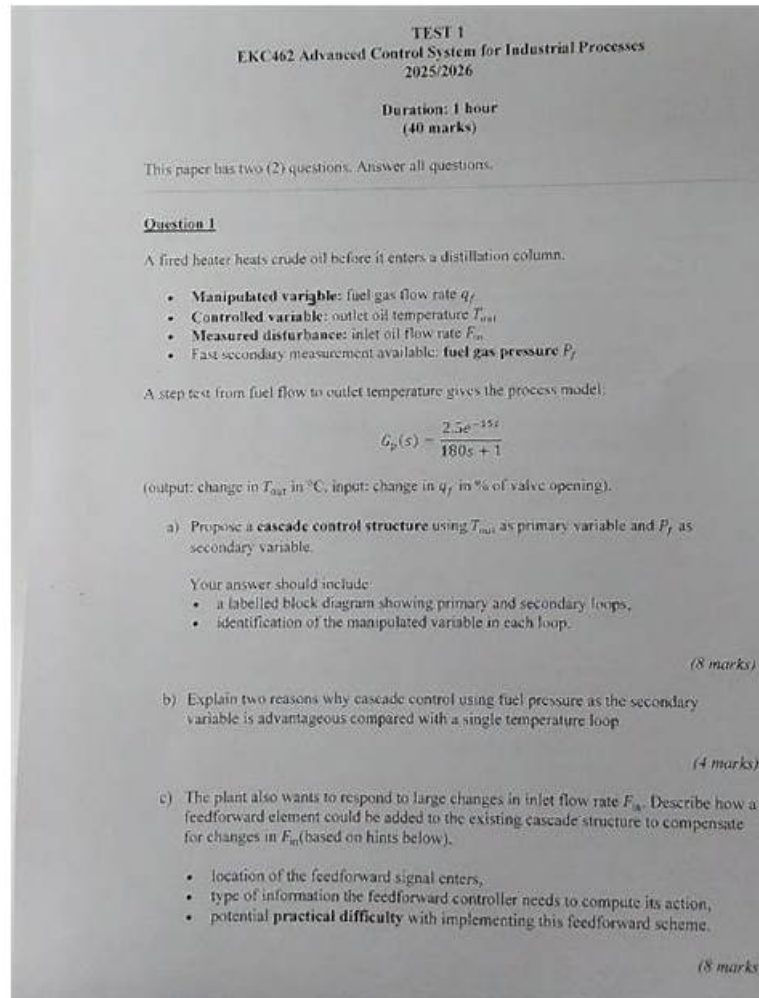 TEST 1
EKC462 Advanced Control System for Industrial Processes
2025/2026
Duration: 1 hour
(40 marks)
This paper has two (2) questions. Answer all questions.
Question 1
A fired heater heats crude oil before it enters a distillation column.
• Manipulated variable: fuel gas flow rate q_f
• Controlled variable: outlet oil temperature T_out
• Measured disturbance: inlet oil flow rate F_in
• Fast secondary measurement available: fuel gas pressure P_f
A step test from fuel flow to outlet temperature gives the process model:
G_p(s) = 2.5e^-15s / 180s + 1
(output: change in T_out in °C, input: change in q_f in % of valve opening).
a) Propose a cascade control structure using T_out as primary variable and P_f as
secondary variable.
Your answer should include
• a labelled block diagram showing primary and secondary loops,
• identification of the manipulated variable in each loop.
(8 marks)
b) Explain two reasons why cascade control using fuel pressure as the secondary
variable is advantageous compared with a single temperature loop
(4 marks)
c) The plant also wants to respond to large changes in inlet flow rate F_in. Describe how a
feedforward element could be added to the existing cascade structure to compensate
for changes in F_in(based on hints below).
• location of the feedforward signal enters,
• type of information the feedforward controller needs to compute its action,
• potential practical difficulty with implementing this feedforward scheme.
(8 marks